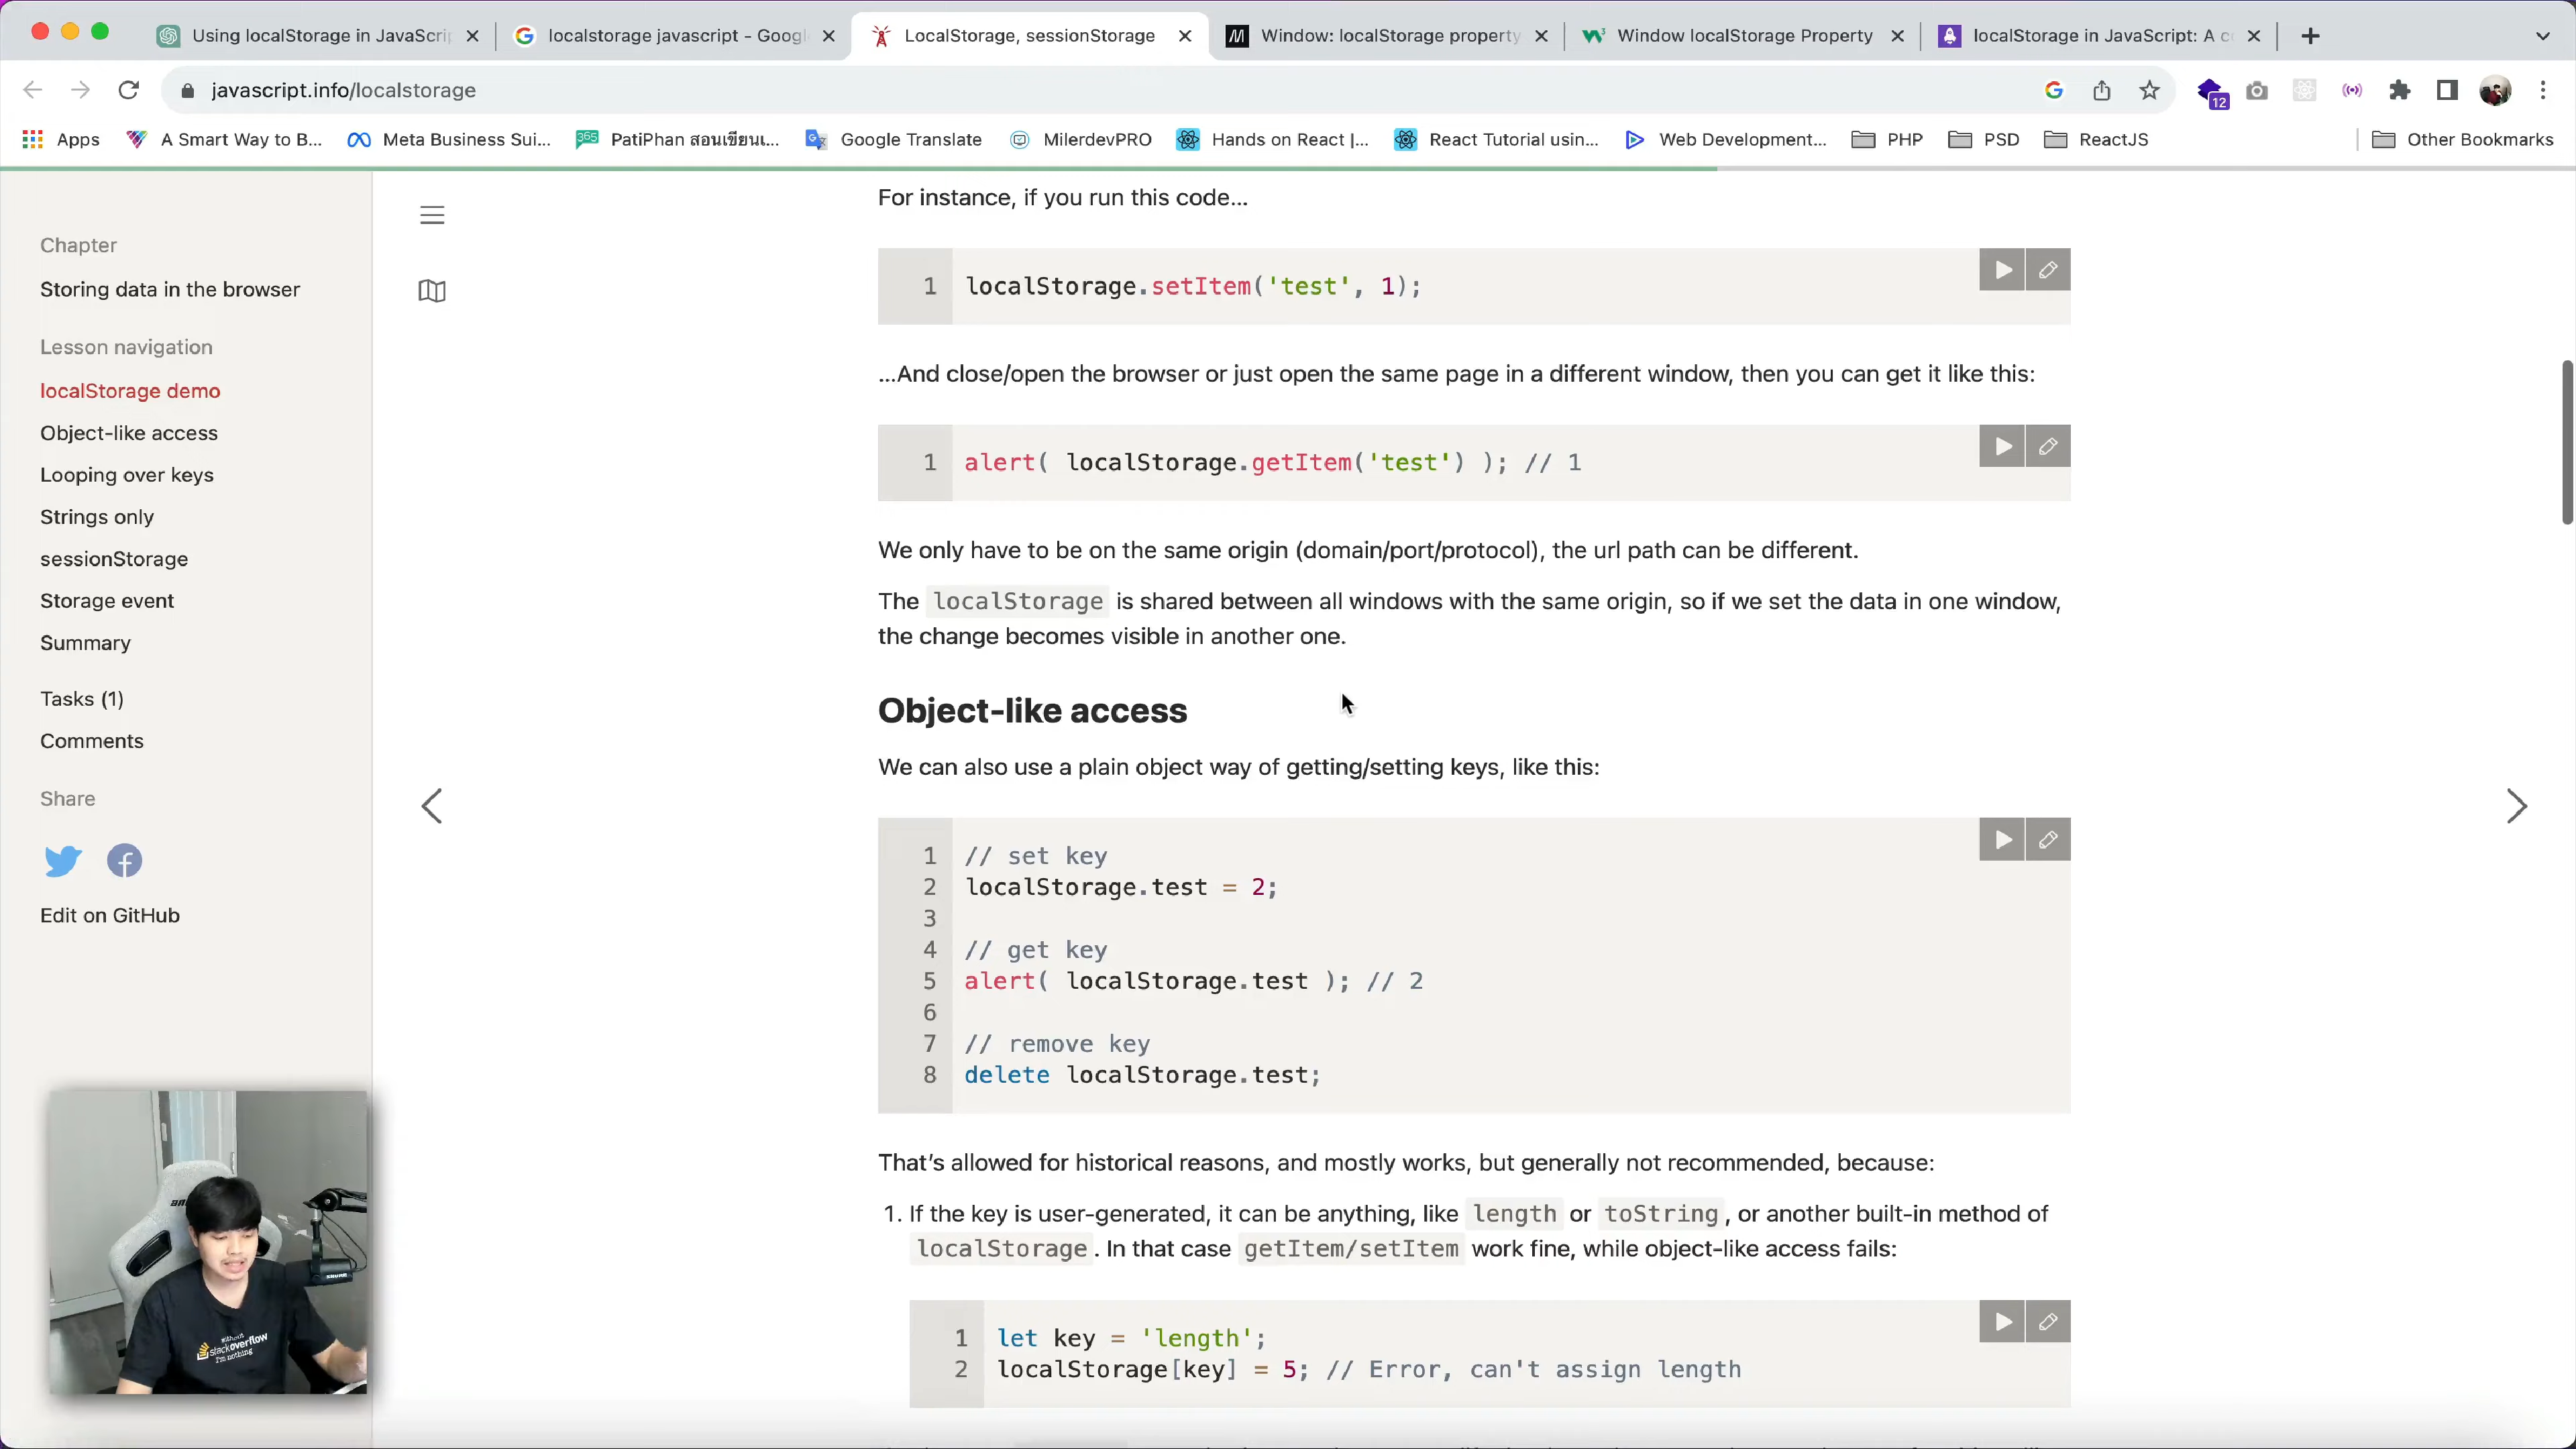 Using localStorage in JavaScri
localstorage javascript - Googl
LocalStorage, sessionStorage
Window: localStorage property
Window localStorage Property
localStorage in JavaScript: A co
javascript.info/localstorage
12
Apps
A Smart Way to B...
Meta Business Sui...
365
PatiPhan สอนเขียนเ...
Google Translate
MilerdevPRO
Hands on React |...
React Tutorial usin...
Web Development...
PHP
PSD
ReactJS
Other Bookmarks
Chapter
Storing data in the browser
Lesson navigation
localStorage demo
Object-like access
Looping over keys
Strings only
sessionStorage
Storage event
Summary
Tasks (1)
Comments
Share
Edit on GitHub
For instance, if you run this code…
1 localStorage.setItem('test', 1);
…And close/open the browser or just open the same page in a different window, then you can get it like this:
1 alert( localStorage.getItem('test') ); // 1
We only have to be on the same origin (domain/port/protocol), the url path can be different.
The localStorage is shared between all windows with the same origin, so if we set the data in one window,
the change becomes visible in another one.
Object-like access
We can also use a plain object way of getting/setting keys, like this:
1 // set key
2 localStorage.test = 2;
3
4 // get key
5 alert( localStorage.test ); // 2
6
7 // remove key
8 delete localStorage.test;
That’s allowed for historical reasons, and mostly works, but generally not recommended, because:
1. If the key is user-generated, it can be anything, like length or toString, or another built-in method of
localStorage. In that case getItem/setItem work fine, while object-like access fails:
1 let key = 'length';
2 localStorage[key] = 5; // Error, can't assign length
without
stackoverflow
I'm nothing